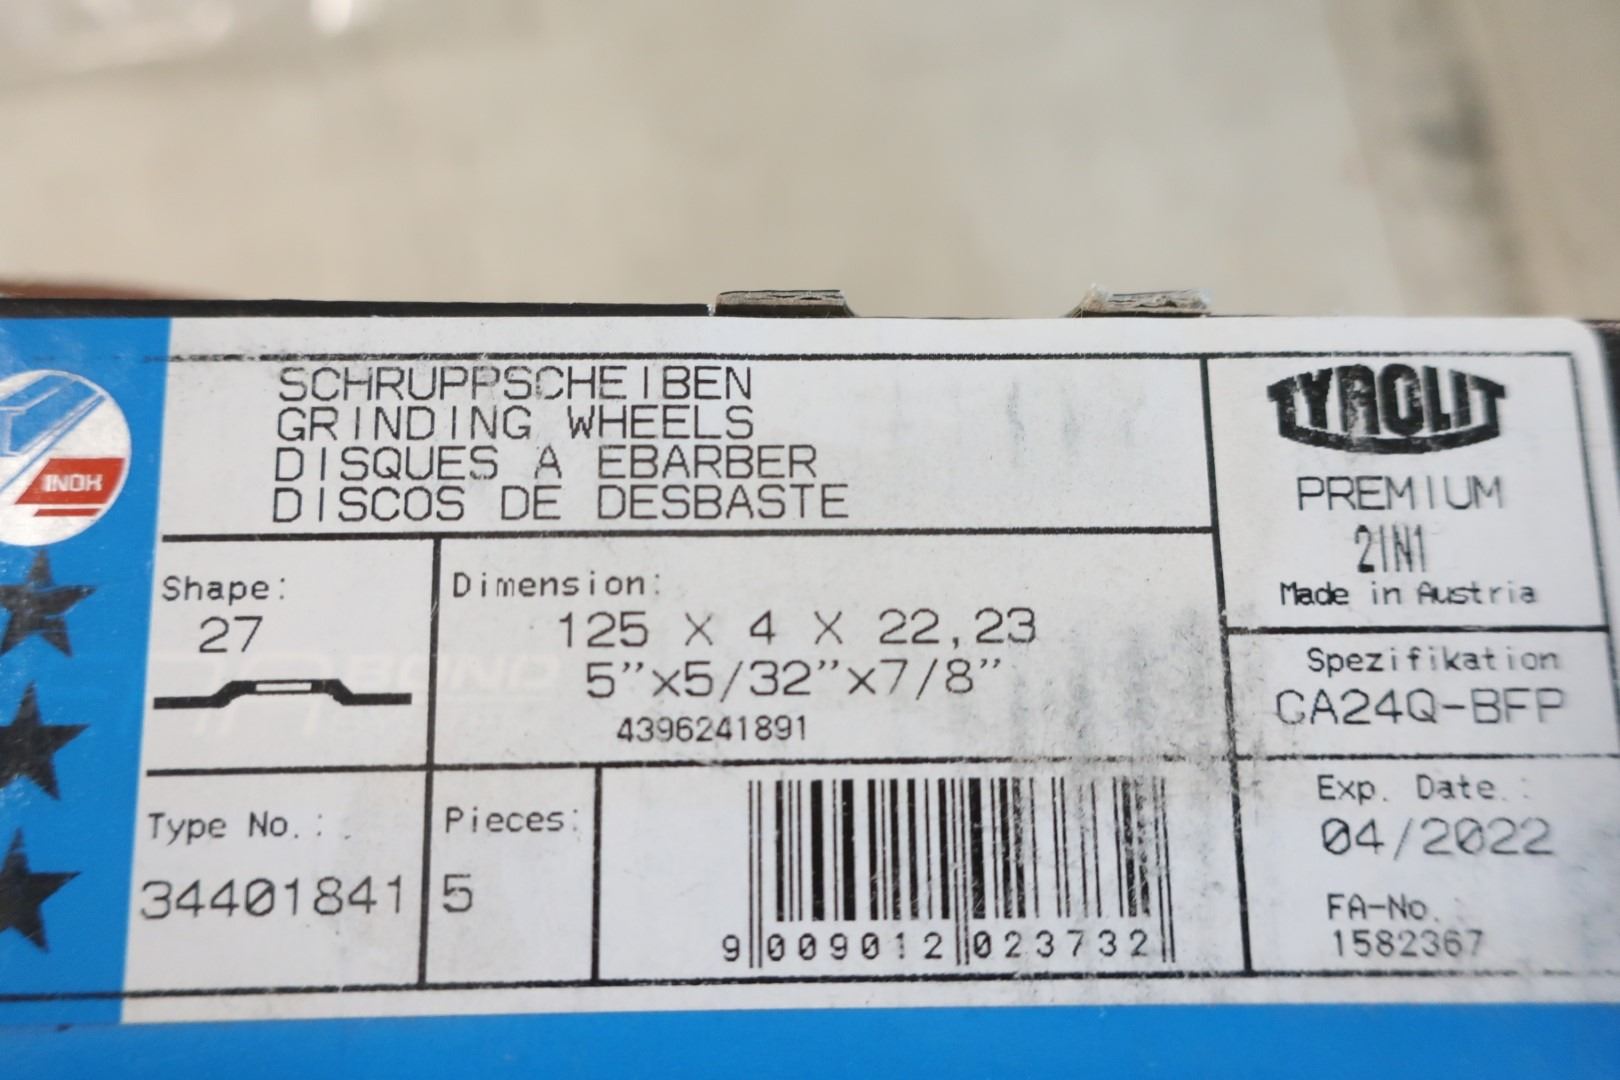 SCHRUPPSCHEIBEN
GRINDING WHEELS
DISQUES A EBARBER
DISCOS DE DESBASTE
TYROLIT
PREMIUM
2IN1
Made in Austria
INOX
Shape:
27
Dimension:
125 X 4 X 22,23
5"x5/32"x7/8"
4396241891
BOND
Spezifikation
CA24Q-BFP
Type No.:.
34401841
Pieces:
5
9 009012 023732
Exp. Date.:
04/2022
FA-No.
1582367